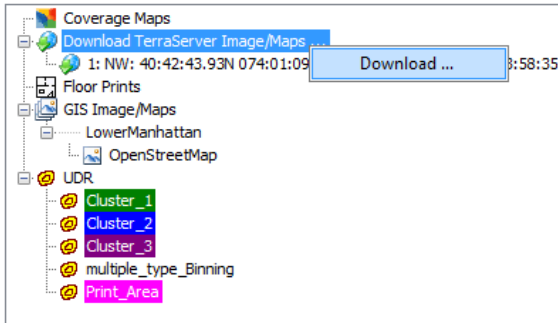 Coverage Maps
Download TerraServer Image/Maps ...
1: NW: 40:42:43.93N 074:01:09 Download ... 3:58:35
Floor Prints
GIS Image/Maps
LowerManhattan
OpenStreetMap
UDR
Cluster_1
Cluster_2
Cluster_3
multiple_type_Binning
Print_Area